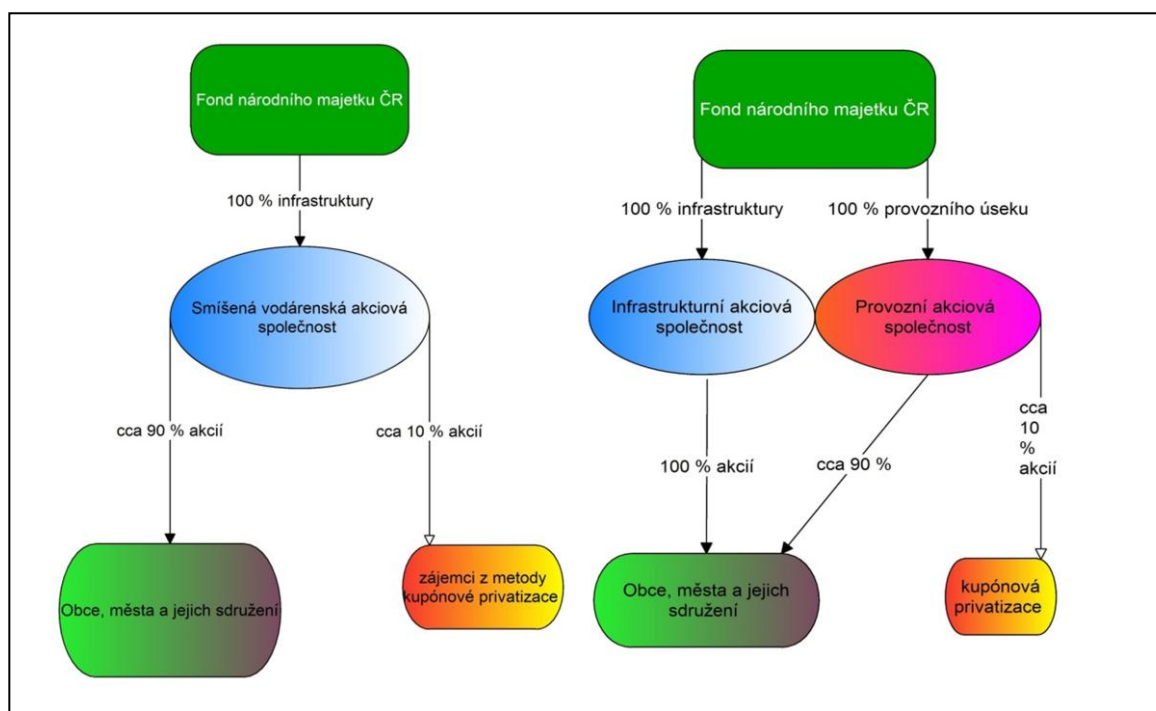 Fond národního majetku ČR
100 % infrastruktury
Smíšená vodárenská akciová
společnost
cca 90 % akcií
cca 10 % akcií
Obce, města a jejich sdružení
zájemci z metody
kupónové privatizace
Fond národního majetku ČR
100 % infrastruktury
100 % provozního úseku
Infrastrukturní akciová
společnost
Provozní akciová
společnost
100 % akcií
cca 90 %
cca
10
%
akcií
Obce, města a jejich
sdružení
kupónová
privatizace